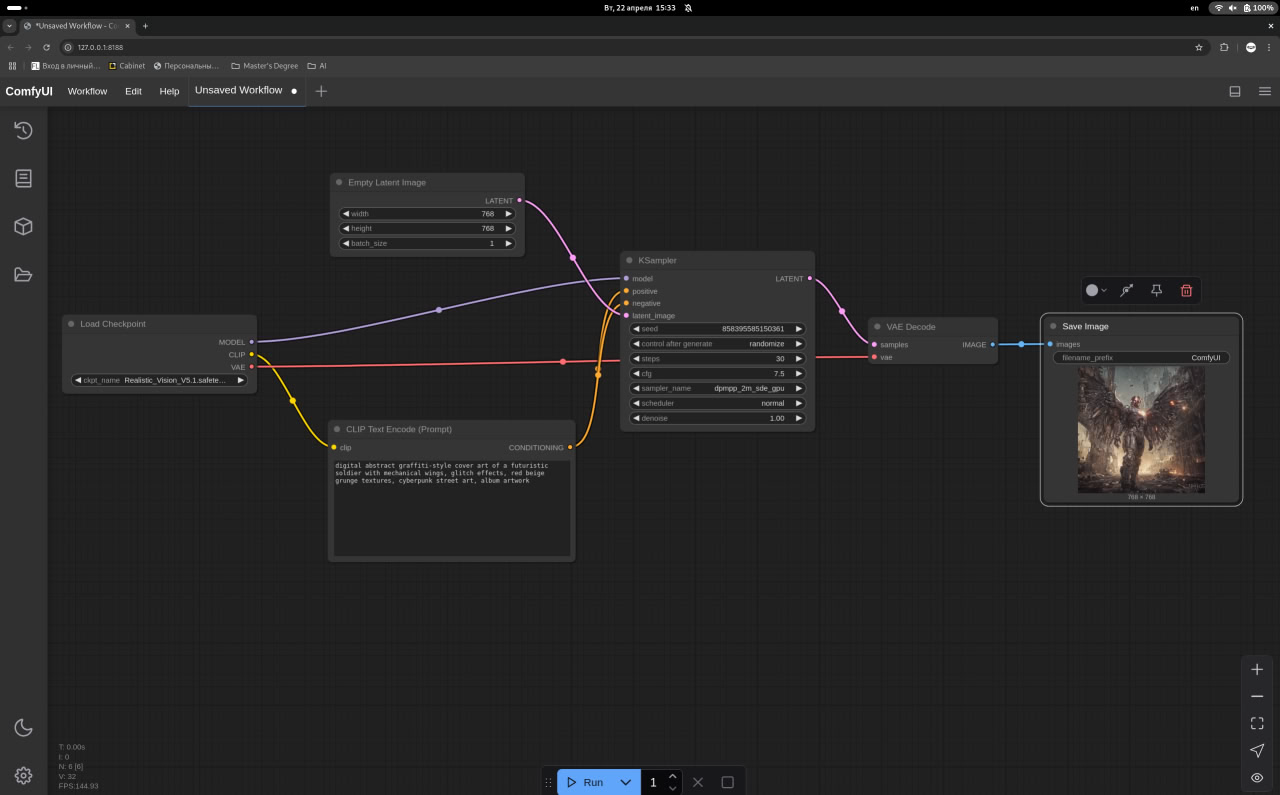 Вт, 22 апреля 15:33
en
100%
*Unsaved Workflow - Co
127.0.0.1:8188
Вход в личный...
Cabinet
Персональны...
Master's Degree
AI
ComfyUI
Workflow
Edit
Help
Unsaved Workflow
Empty Latent Image
LATENT
width 768
height 768
batch_size 1
KSampler
model LATENT
positive
negative
latent_image
seed 858395585150361
control after generate randomize
steps 30
cfg 7.5
sampler_name dpmpp_2m_sde_gpu
scheduler normal
denoise 1.00
Load Checkpoint
MODEL
CLIP
VAE
ckpt_name Realistic_Vision_V5.1.safete...
VAE Decode
samples IMAGE
vae
Save Image
images
filename_prefix ComfyUI
768 × 768
CLIP Text Encode (Prompt)
clip CONDITIONING
digital abstract graffiti-style cover art of a futuristic
soldier with mechanical wings, glitch effects, red beige
grunge textures, cyberpunk street art, album artwork
T: 0.00s
I: 0
N: 6 [6]
V: 32
FPS:144.93
Run
1